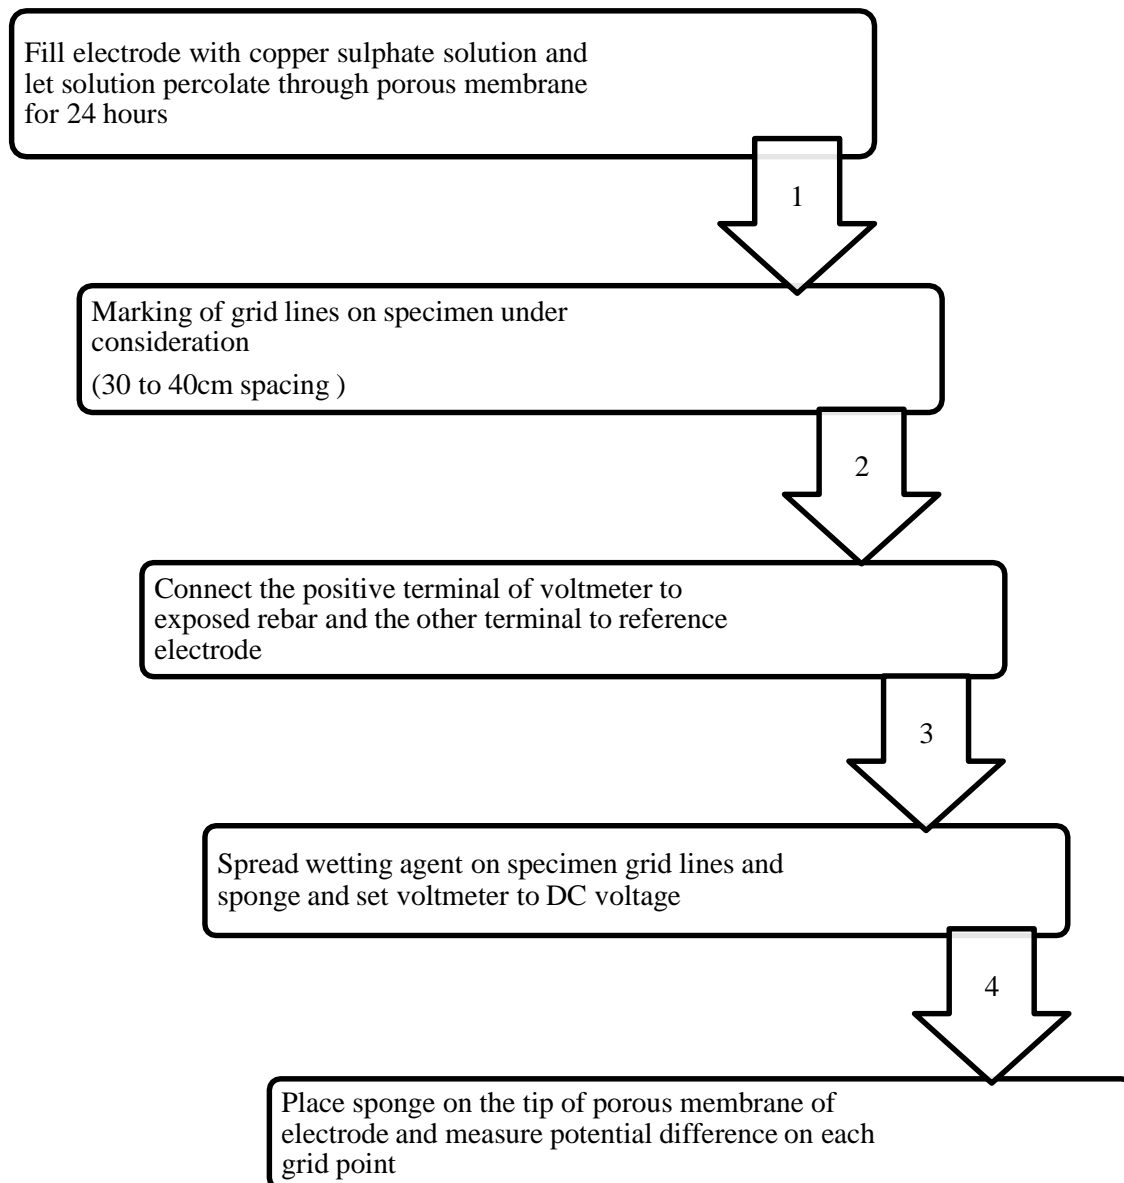 Fill electrode with copper sulphate solution and
let solution percolate through porous membrane
for 24 hours
1
Marking of grid lines on specimen under
consideration
(30 to 40cm spacing )
2
Connect the positive terminal of voltmeter to
exposed rebar and the other terminal to reference
electrode
3
Spread wetting agent on specimen grid lines and
sponge and set voltmeter to DC voltage
4
Place sponge on the tip of porous membrane of
electrode and measure potential difference on each
grid point